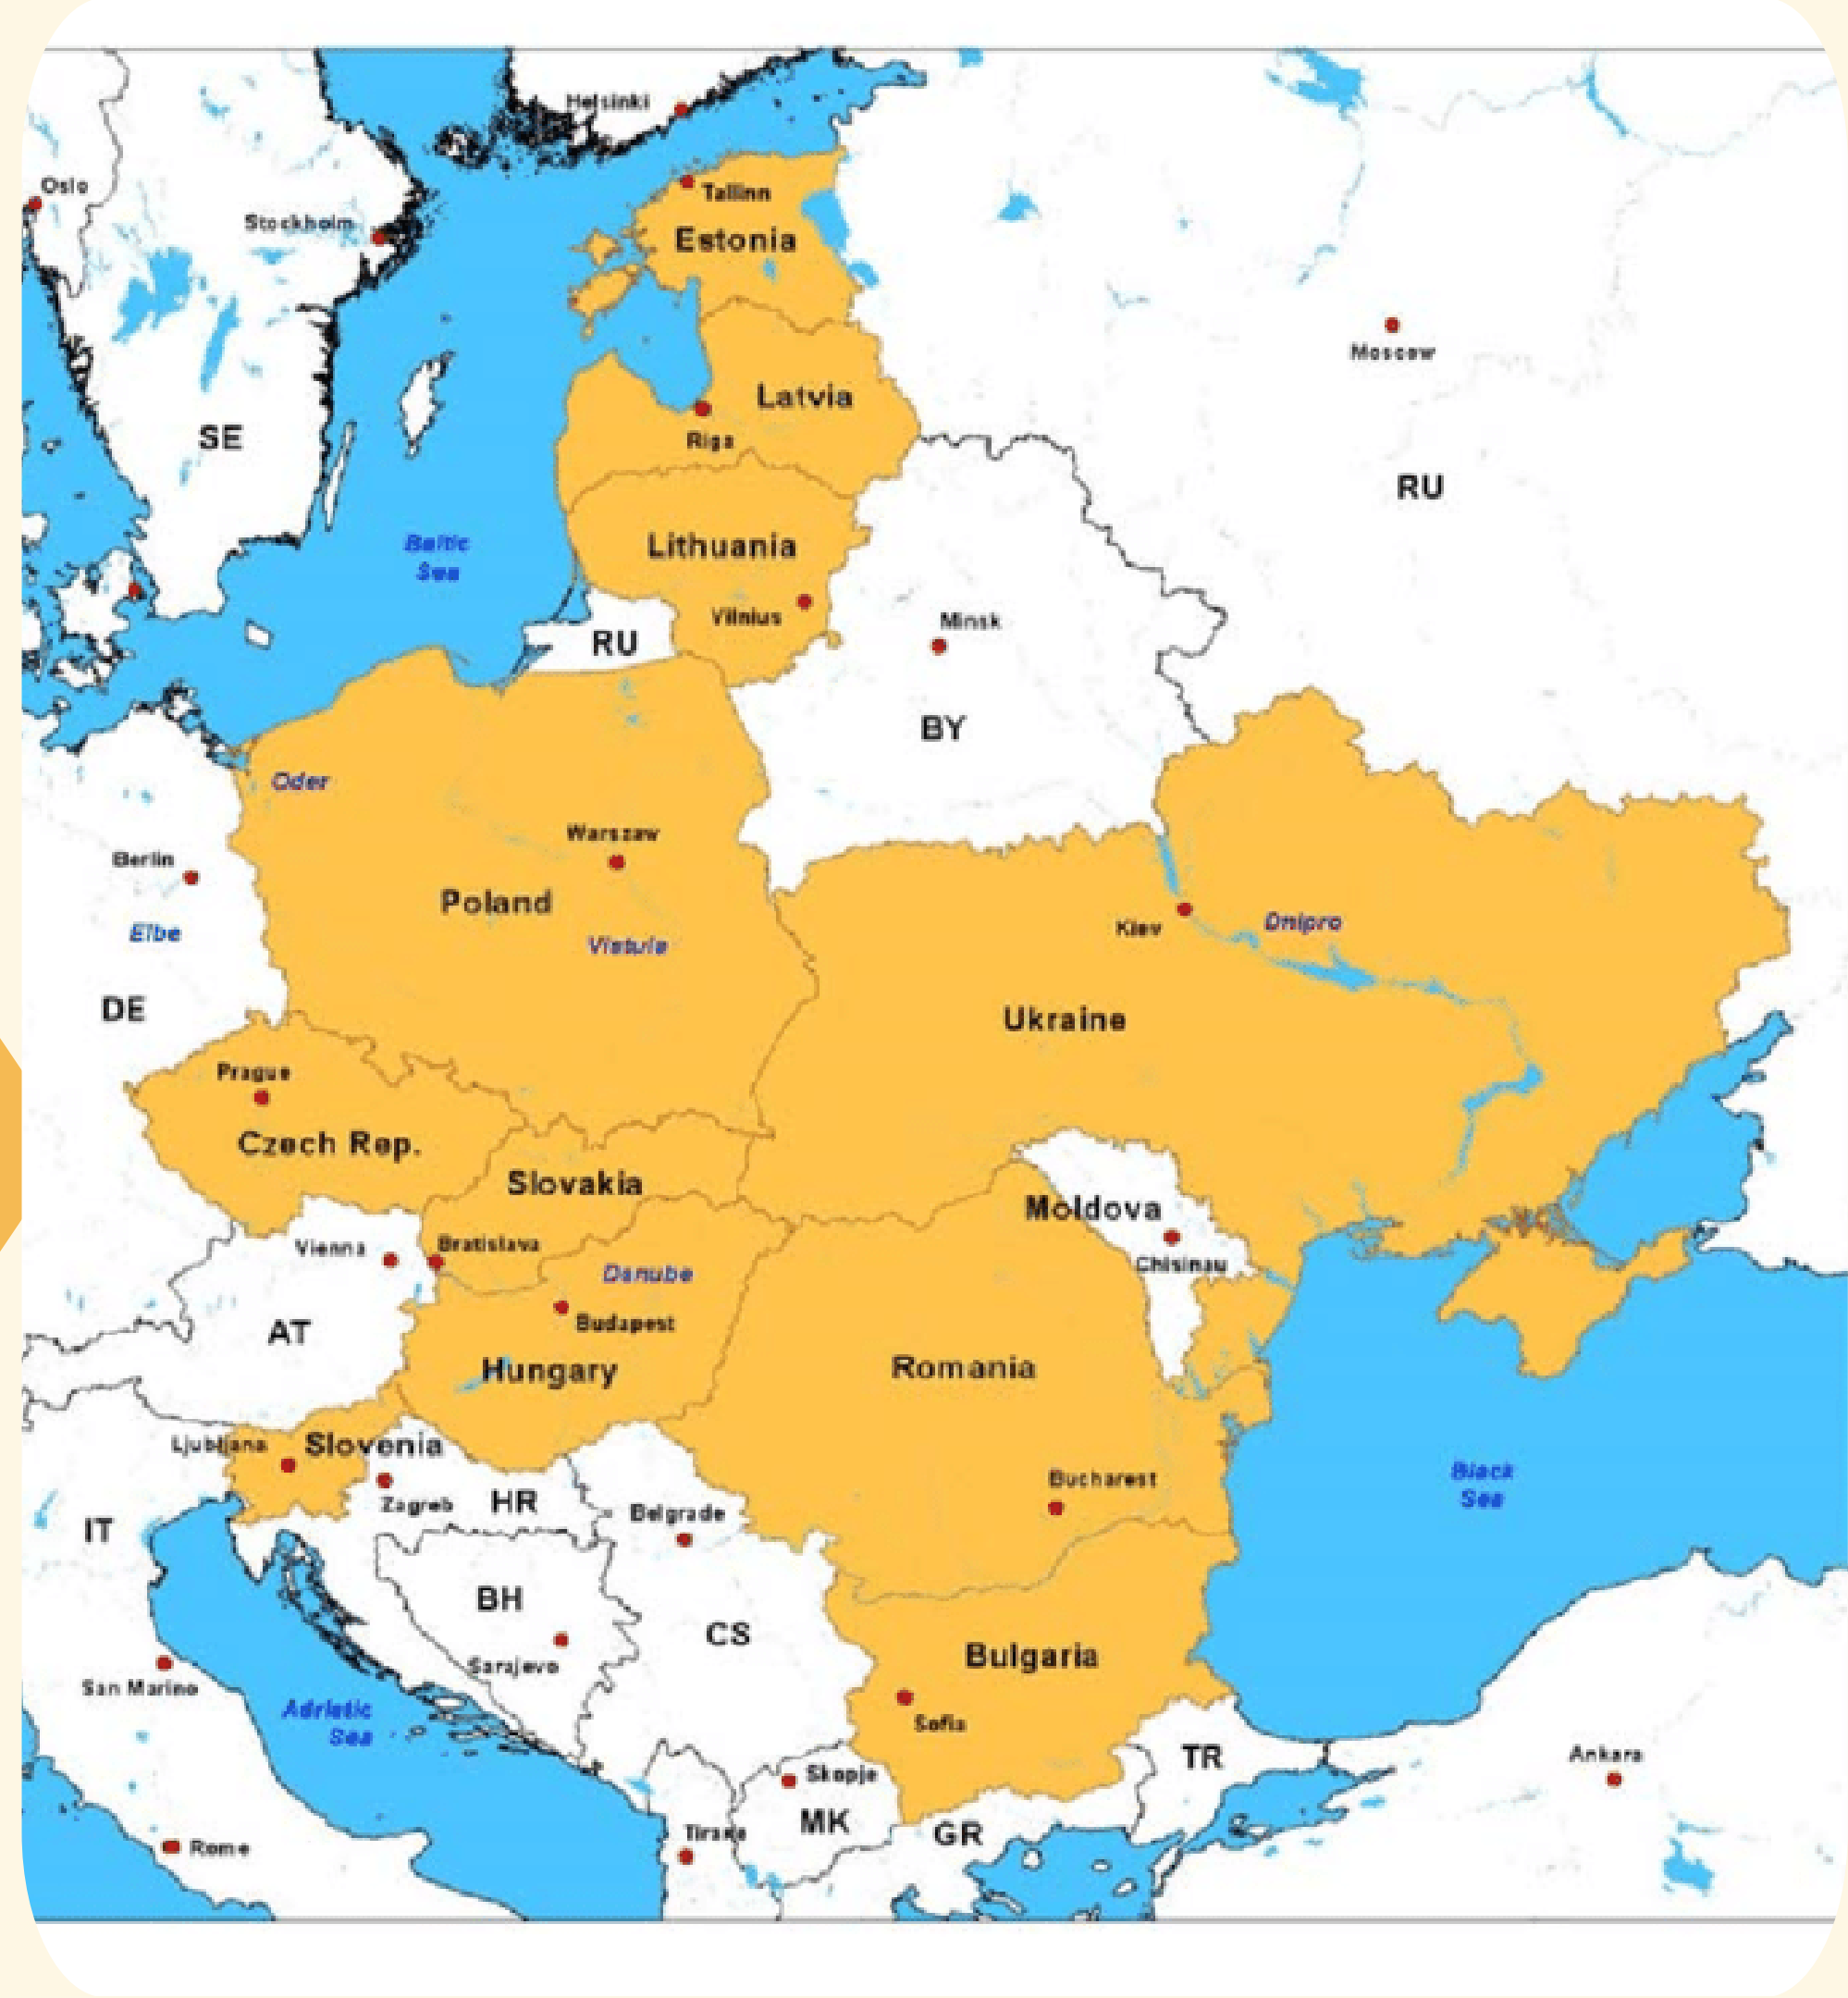 Helsinki
Oslo
Tallinn
Stockholm
Estonia
Moscow
Latvia
SE
Riga
RU
Baltic
Sea
Lithuania
Vilnius
Minsk
RU
BY
Oder
Warszaw
Berlin
Poland
Kiev
Dnipro
Elbe
Vistula
DE
Ukraine
Prague
Czech Rep.
Slovakia
Moldova
Vienna
Bratislava
Chisinau
Danube
Budapest
AT
Hungary
Romania
Ljubljana
Slovenia
Black
Sea
Bucharest
Zagreb
HR
Belgrade
IT
BH
CS
Bulgaria
Sarajevo
San Marino
Adriatic
Sea
Sofia
TR
Ankara
Skopje
MK
Tirana
GR
Rome